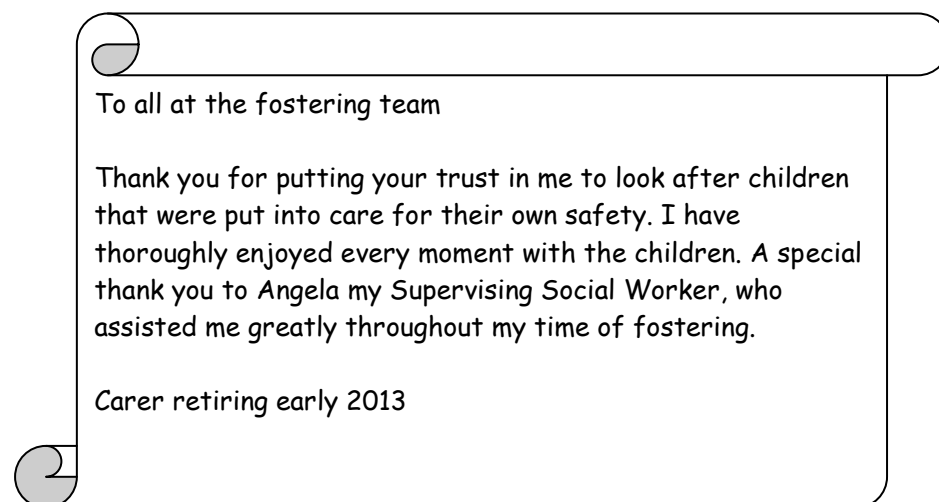 To all at the fostering team
Thank you for putting your trust in me to look after children
that were put into care for their own safety. I have
thoroughly enjoyed every moment with the children. A special
thank you to Angela my Supervising Social Worker, who
assisted me greatly throughout my time of fostering.
Carer retiring early 2013